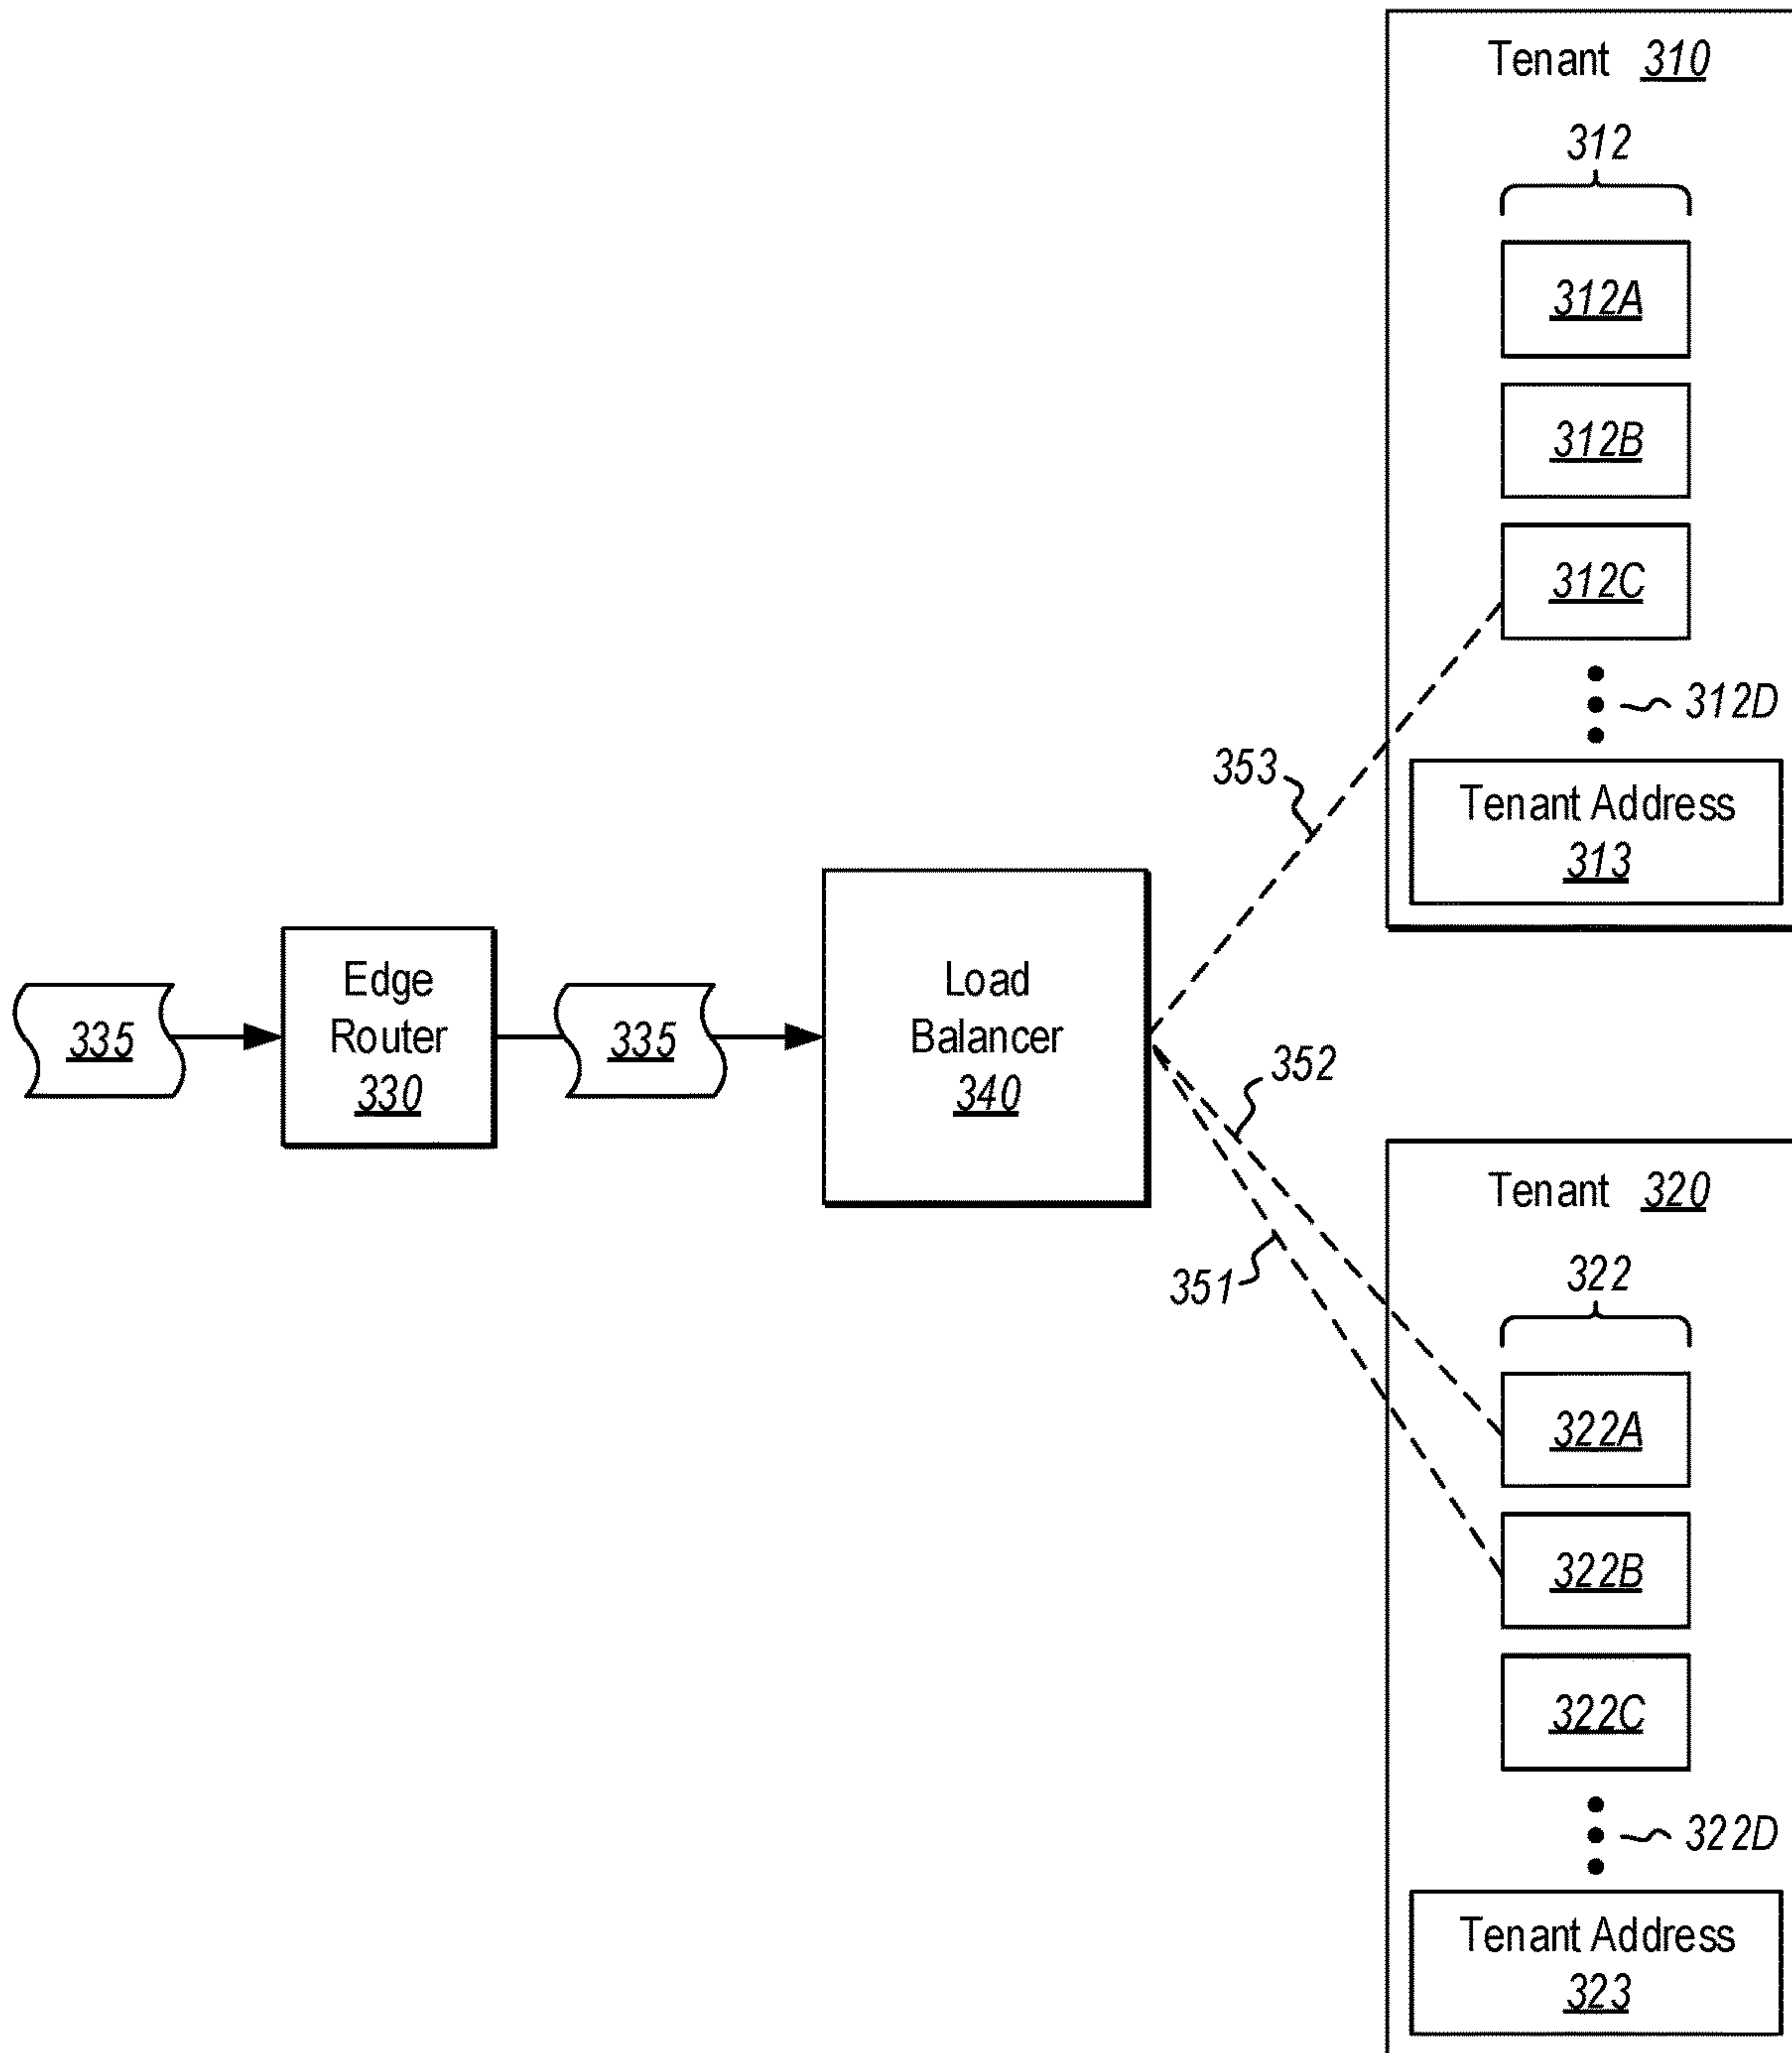 Tenant 310
312
312A
312B
312C
312D
Tenant Address
313
353
335
Edge
Router
330
335
Load
Balancer
340
352
351
Tenant 320
322
322A
322B
322C
322D
Tenant Address
323